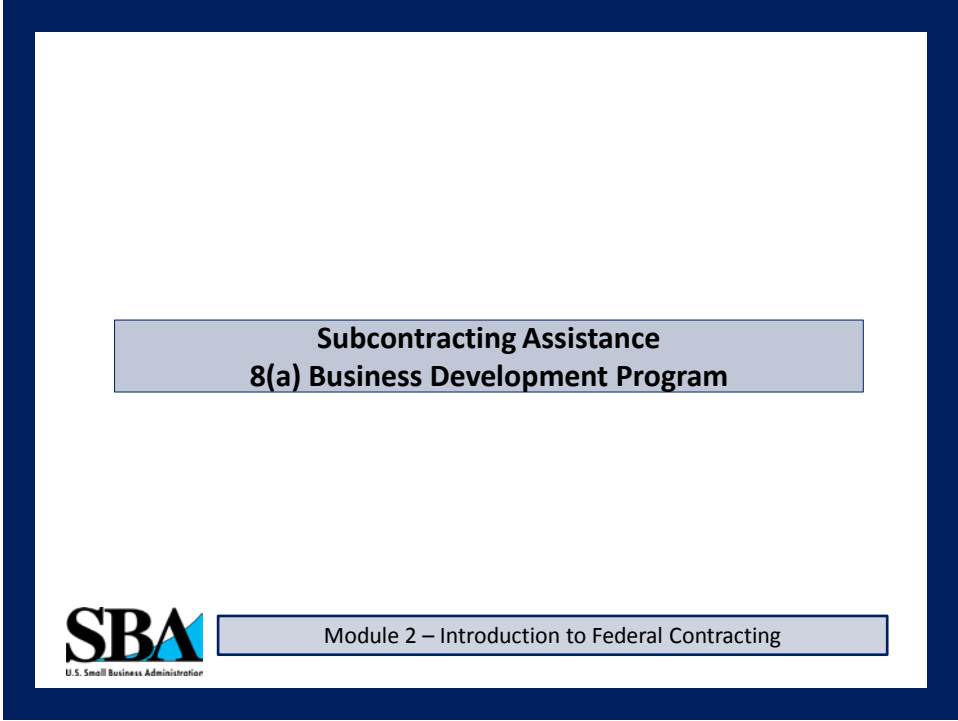 Subcontracting Assistance
8(a) Business Development Program
SBA
U.S. Small Business Administration
Module 2 – Introduction to Federal Contracting